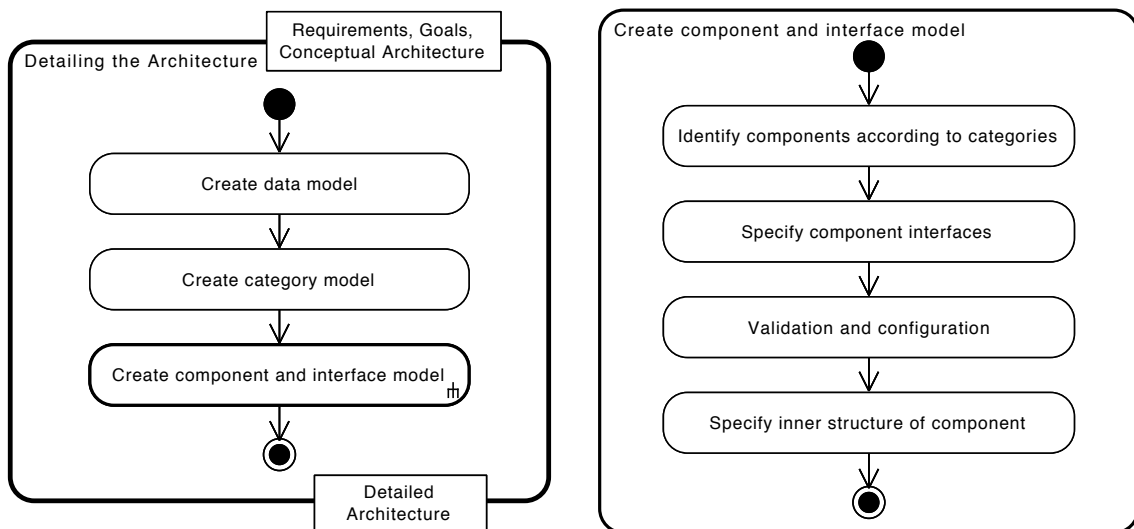 Requirements, Goals,
Conceptual Architecture
Detailing the Architecture
Create data model
Create category model
Create component and interface model
Detailed
Architecture
Create component and interface model
Identify components according to categories
Specify component interfaces
Validation and configuration
Specify inner structure of component